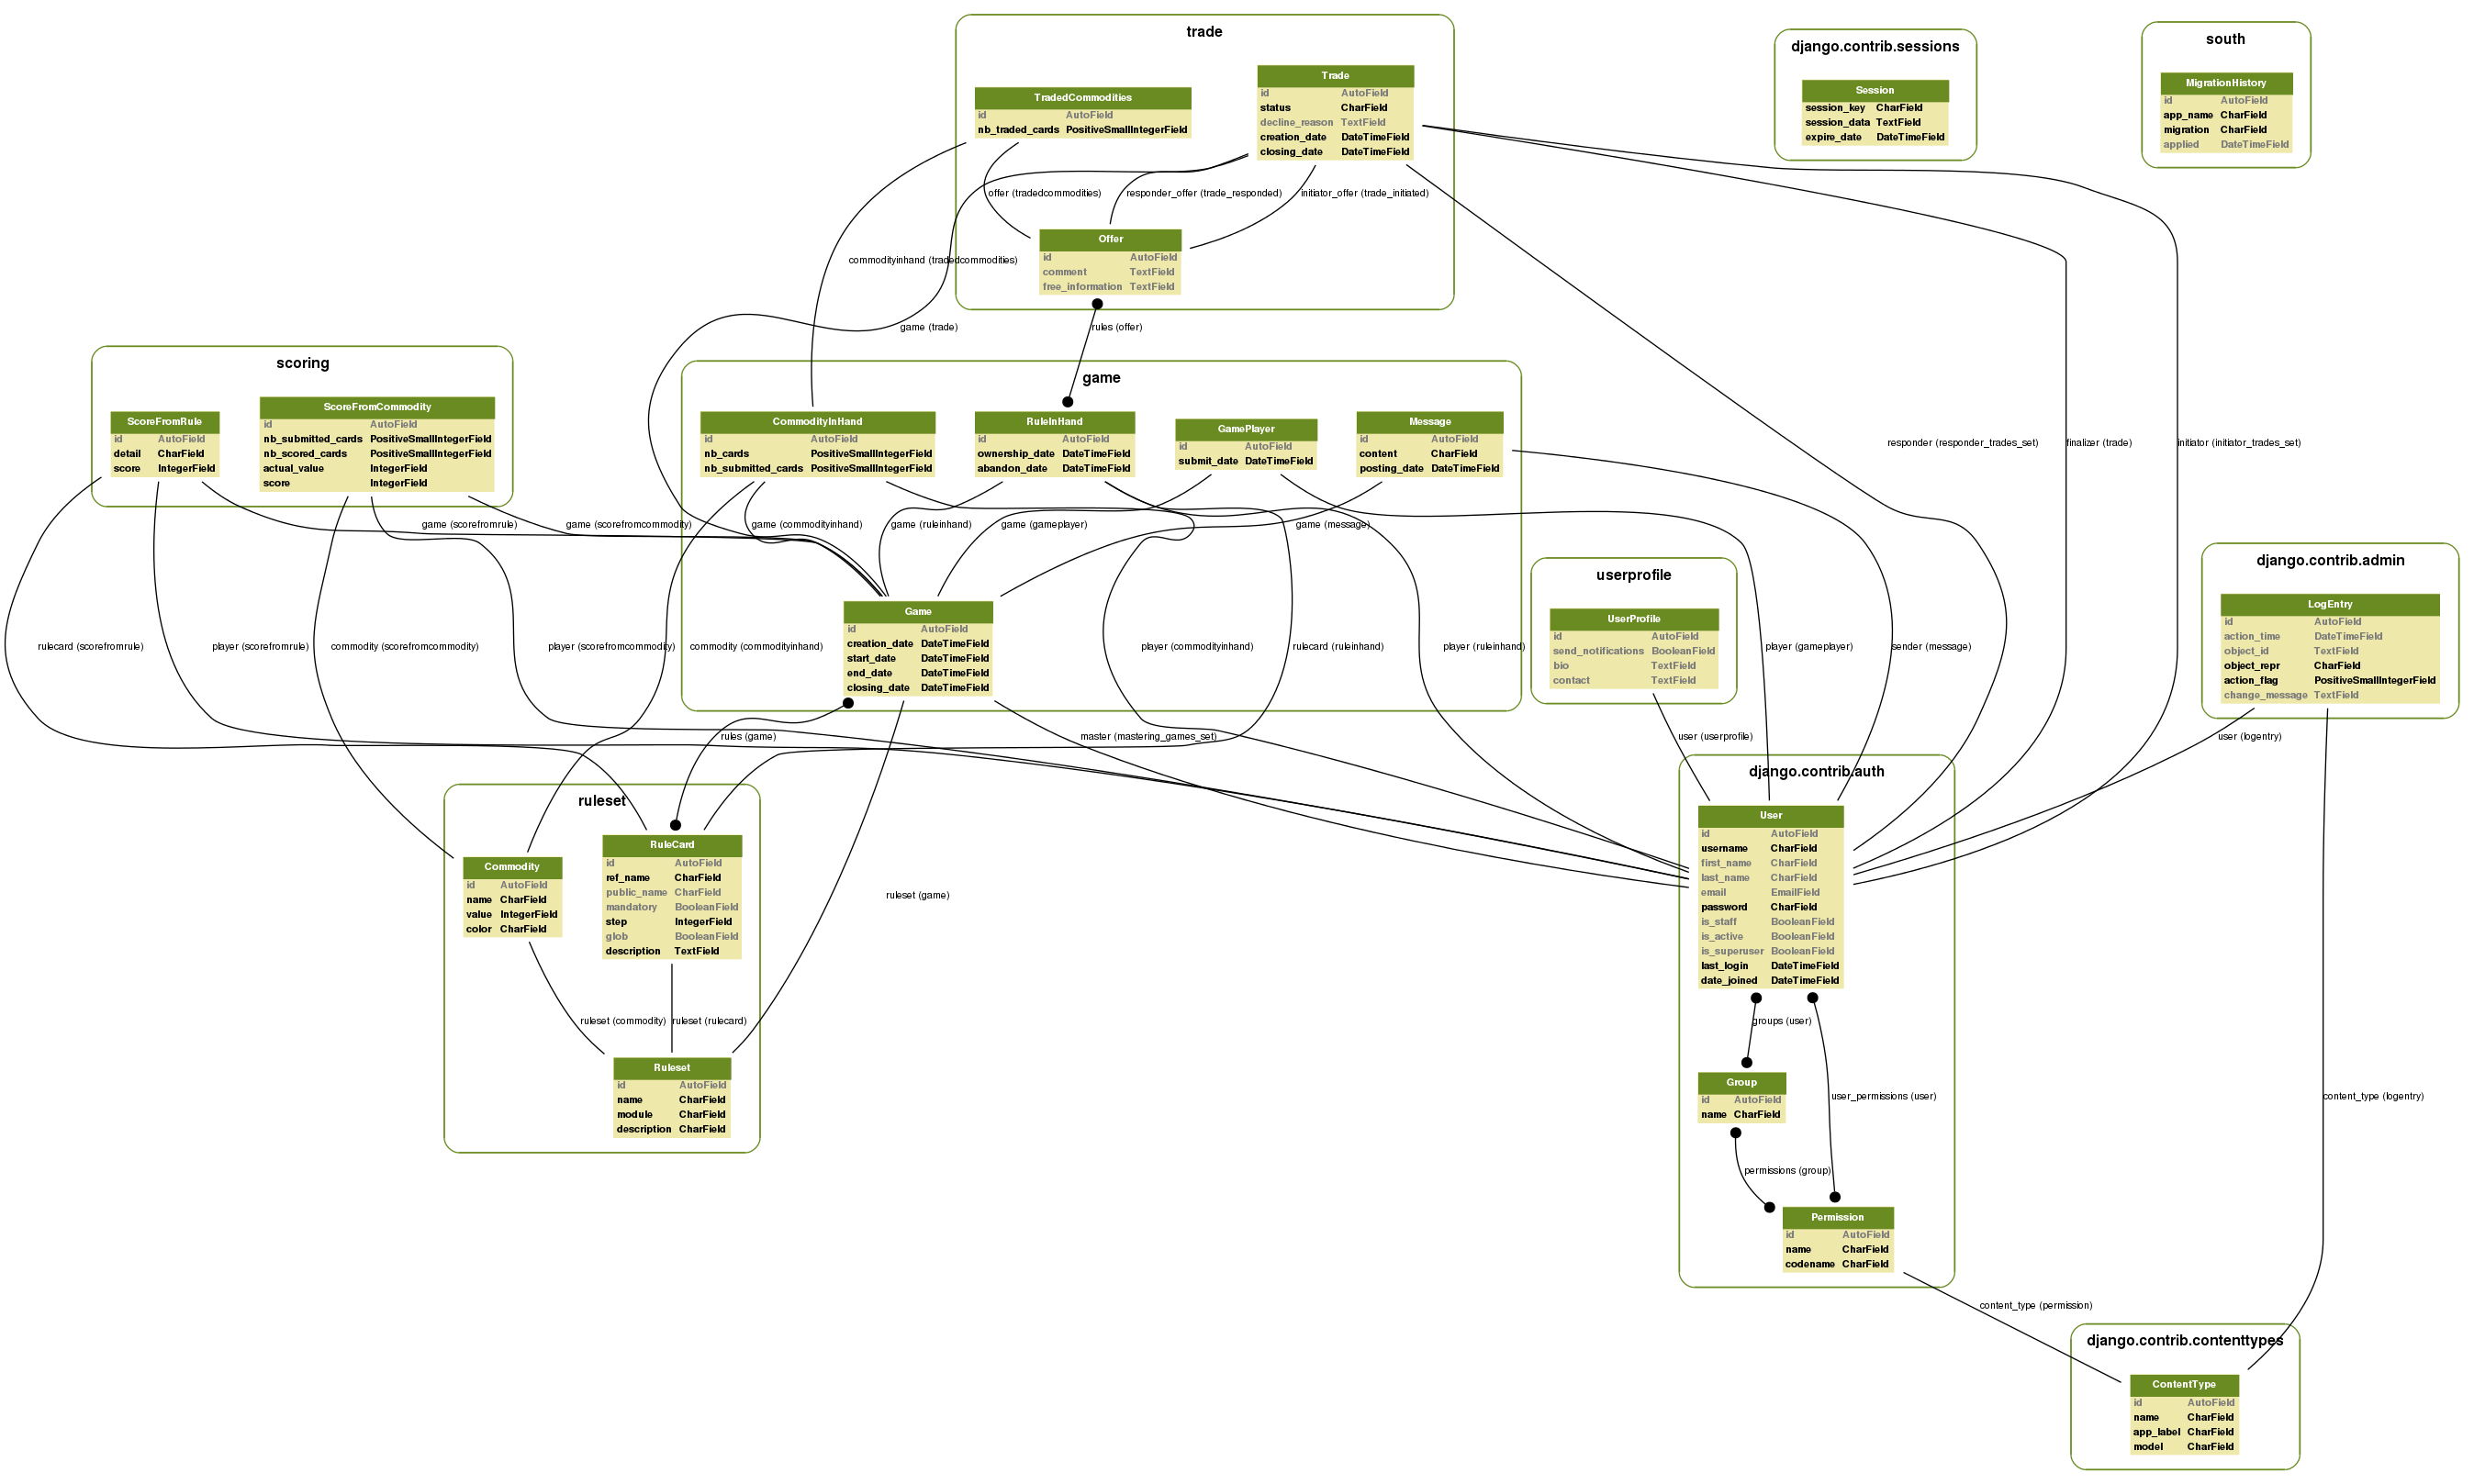 trade
Trade
id AutoField
status CharField
decline_reason TextField
creation_date DateTimeField
closing_date DateTimeField
TradedCommodities
id AutoField
nb_traded_cards PositiveSmallIntegerField
offer (tradedcommodities)
responder_offer (trade_responded)
initiator_offer (trade_initiated)
Offer
id AutoField
comment TextField
free_information TextField
django.contrib.sessions
Session
session_key CharField
session_data TextField
expire_date DateTimeField
south
MigrationHistory
id AutoField
app_name CharField
migration CharField
applied DateTimeField
commodityinhand (tradedcommodities)
game (trade)
rules (offer)
responder (responder_trades_set)
finalizer (trade)
initiator (initiator_trades_set)
scoring
ScoreFromRule
id AutoField
detail CharField
score IntegerField
ScoreFromCommodity
id AutoField
nb_submitted_cards PositiveSmallIntegerField
nb_scored_cards PositiveSmallIntegerField
actual_value IntegerField
score IntegerField
game
CommodityInHand
id AutoField
nb_cards PositiveSmallIntegerField
nb_submitted_cards PositiveSmallIntegerField
RuleInHand
id AutoField
ownership_date DateTimeField
abandon_date DateTimeField
GamePlayer
id AutoField
submit_date DateTimeField
Message
id AutoField
content CharField
posting_date DateTimeField
game (scorefromrule)
game (scorefromcommodity)
game (commodityinhand)
game (ruleinhand)
game (gameplayer)
game (message)
Game
id AutoField
creation_date DateTimeField
start_date DateTimeField
end_date DateTimeField
closing_date DateTimeField
userprofile
UserProfile
id AutoField
send_notifications BooleanField
bio TextField
contact TextField
django.contrib.admin
LogEntry
id AutoField
action_time DateTimeField
object_id TextField
object_repr CharField
action_flag PositiveSmallIntegerField
change_message TextField
rulecard (scorefromrule)
player (scorefromrule)
commodity (scorefromcommodity)
player (scorefromcommodity)
commodity (commodityinhand)
player (commodityinhand)
rulecard (ruleinhand)
player (ruleinhand)
player (gameplayer)
sender (message)
rules (game)
master (mastering_games_set)
user (userprofile)
user (logentry)
ruleset
Commodity
id AutoField
name CharField
value IntegerField
color CharField
RuleCard
id AutoField
ref_name CharField
public_name CharField
mandatory BooleanField
step IntegerField
glob BooleanField
description TextField
ruleset (game)
ruleset (commodity)
ruleset (rulecard)
Ruleset
id AutoField
name CharField
module CharField
description CharField
django.contrib.auth
User
id AutoField
username CharField
first_name CharField
last_name CharField
email EmailField
password CharField
is_staff BooleanField
is_active BooleanField
is_superuser BooleanField
last_login DateTimeField
date_joined DateTimeField
groups (user)
Group
id AutoField
name CharField
user_permissions (user)
content_type (logentry)
permissions (group)
Permission
id AutoField
name CharField
codename CharField
content_type (permission)
django.contrib.contenttypes
ContentType
id AutoField
name CharField
app_label CharField
model CharField